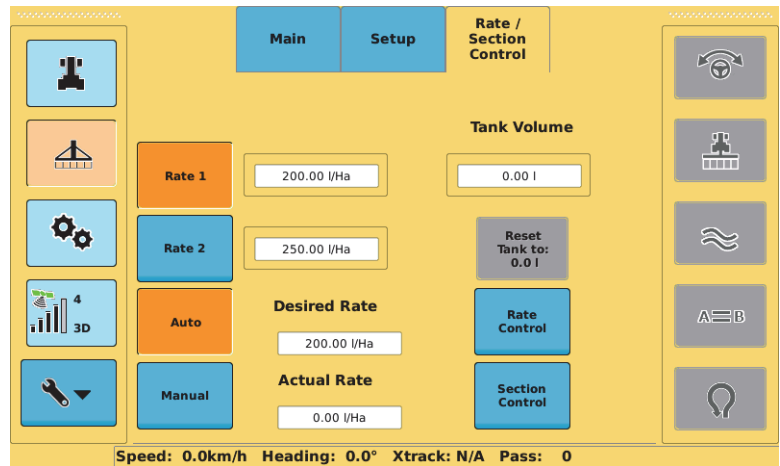 Main
Setup
Rate /
Section
Control
Tank Volume
Rate 1
200.00 l/Ha
0.00 l
Rate 2
250.00 l/Ha
Reset
Tank to:
0.0 l
4
3D
Auto
Desired Rate
200.00 l/Ha
Rate
Control
A B
Manual
Actual Rate
0.00 l/Ha
Section
Control
Speed: 0.0km/h Heading: 0.0° Xtrack: N/A Pass: 0